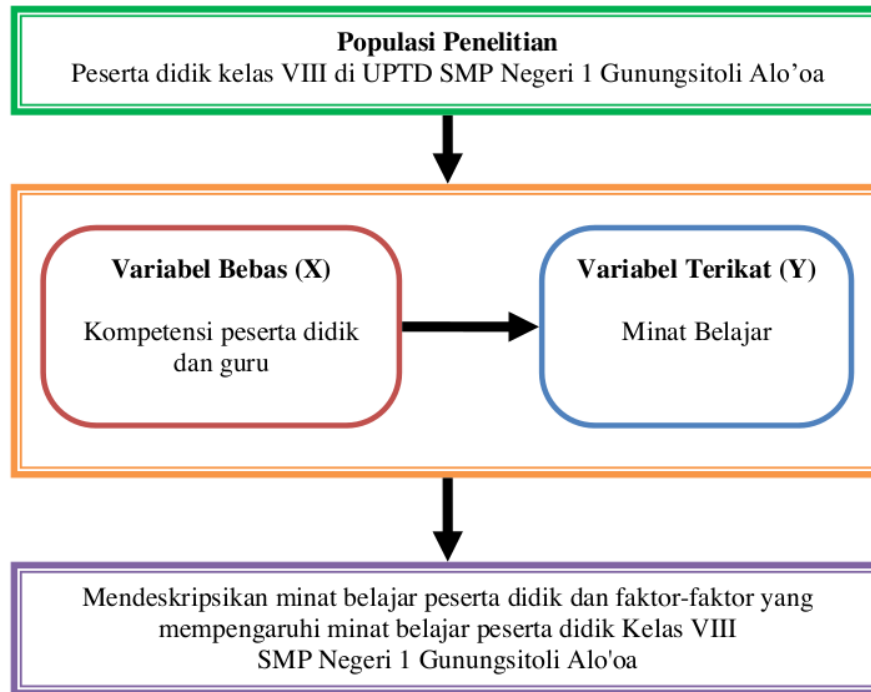 Populasi Penelitian
Peserta didik kelas VIII di UPTD SMP Negeri 1 Gunungsitoli Alo’oa
Variabel Bebas (X)
Kompetensi peserta didik
dan guru
Variabel Terikat (Y)
Minat Belajar
Mendeskripsikan minat belajar peserta didik dan faktor-faktor yang
mempengaruhi minat belajar peserta didik Kelas VIII
SMP Negeri 1 Gunungsitoli Alo'oa